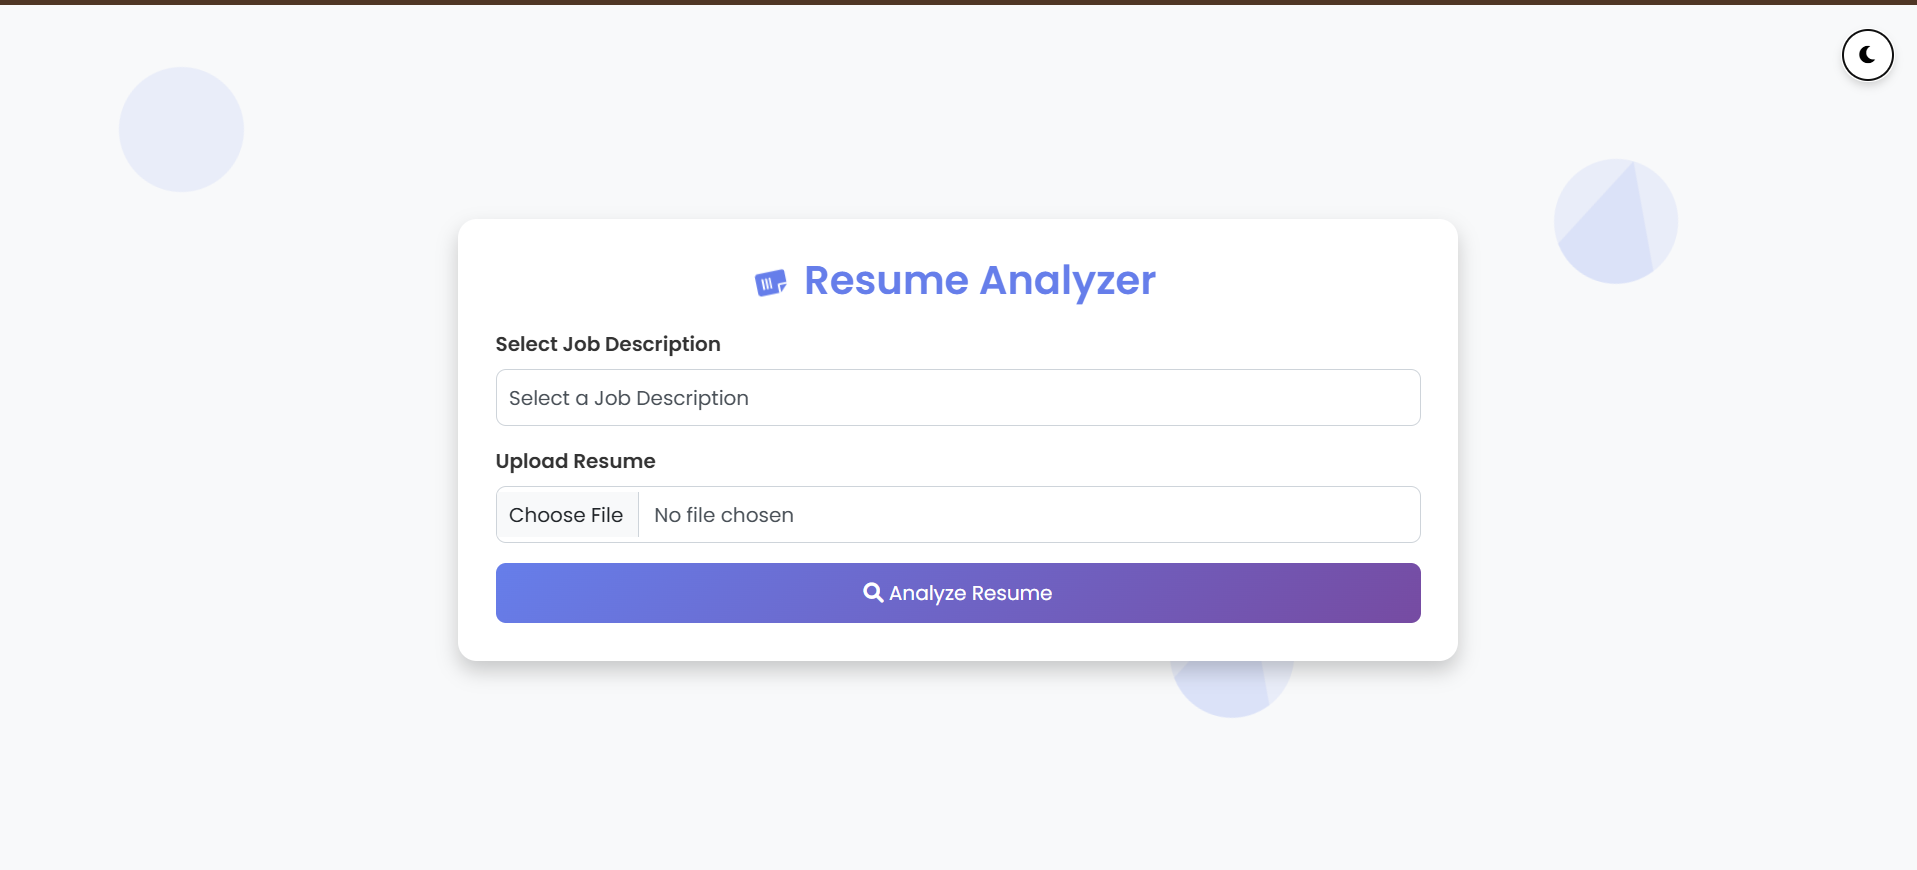 Resume Analyzer
Select Job Description
Select a Job Description
Upload Resume
Choose File No file chosen
Analyze Resume